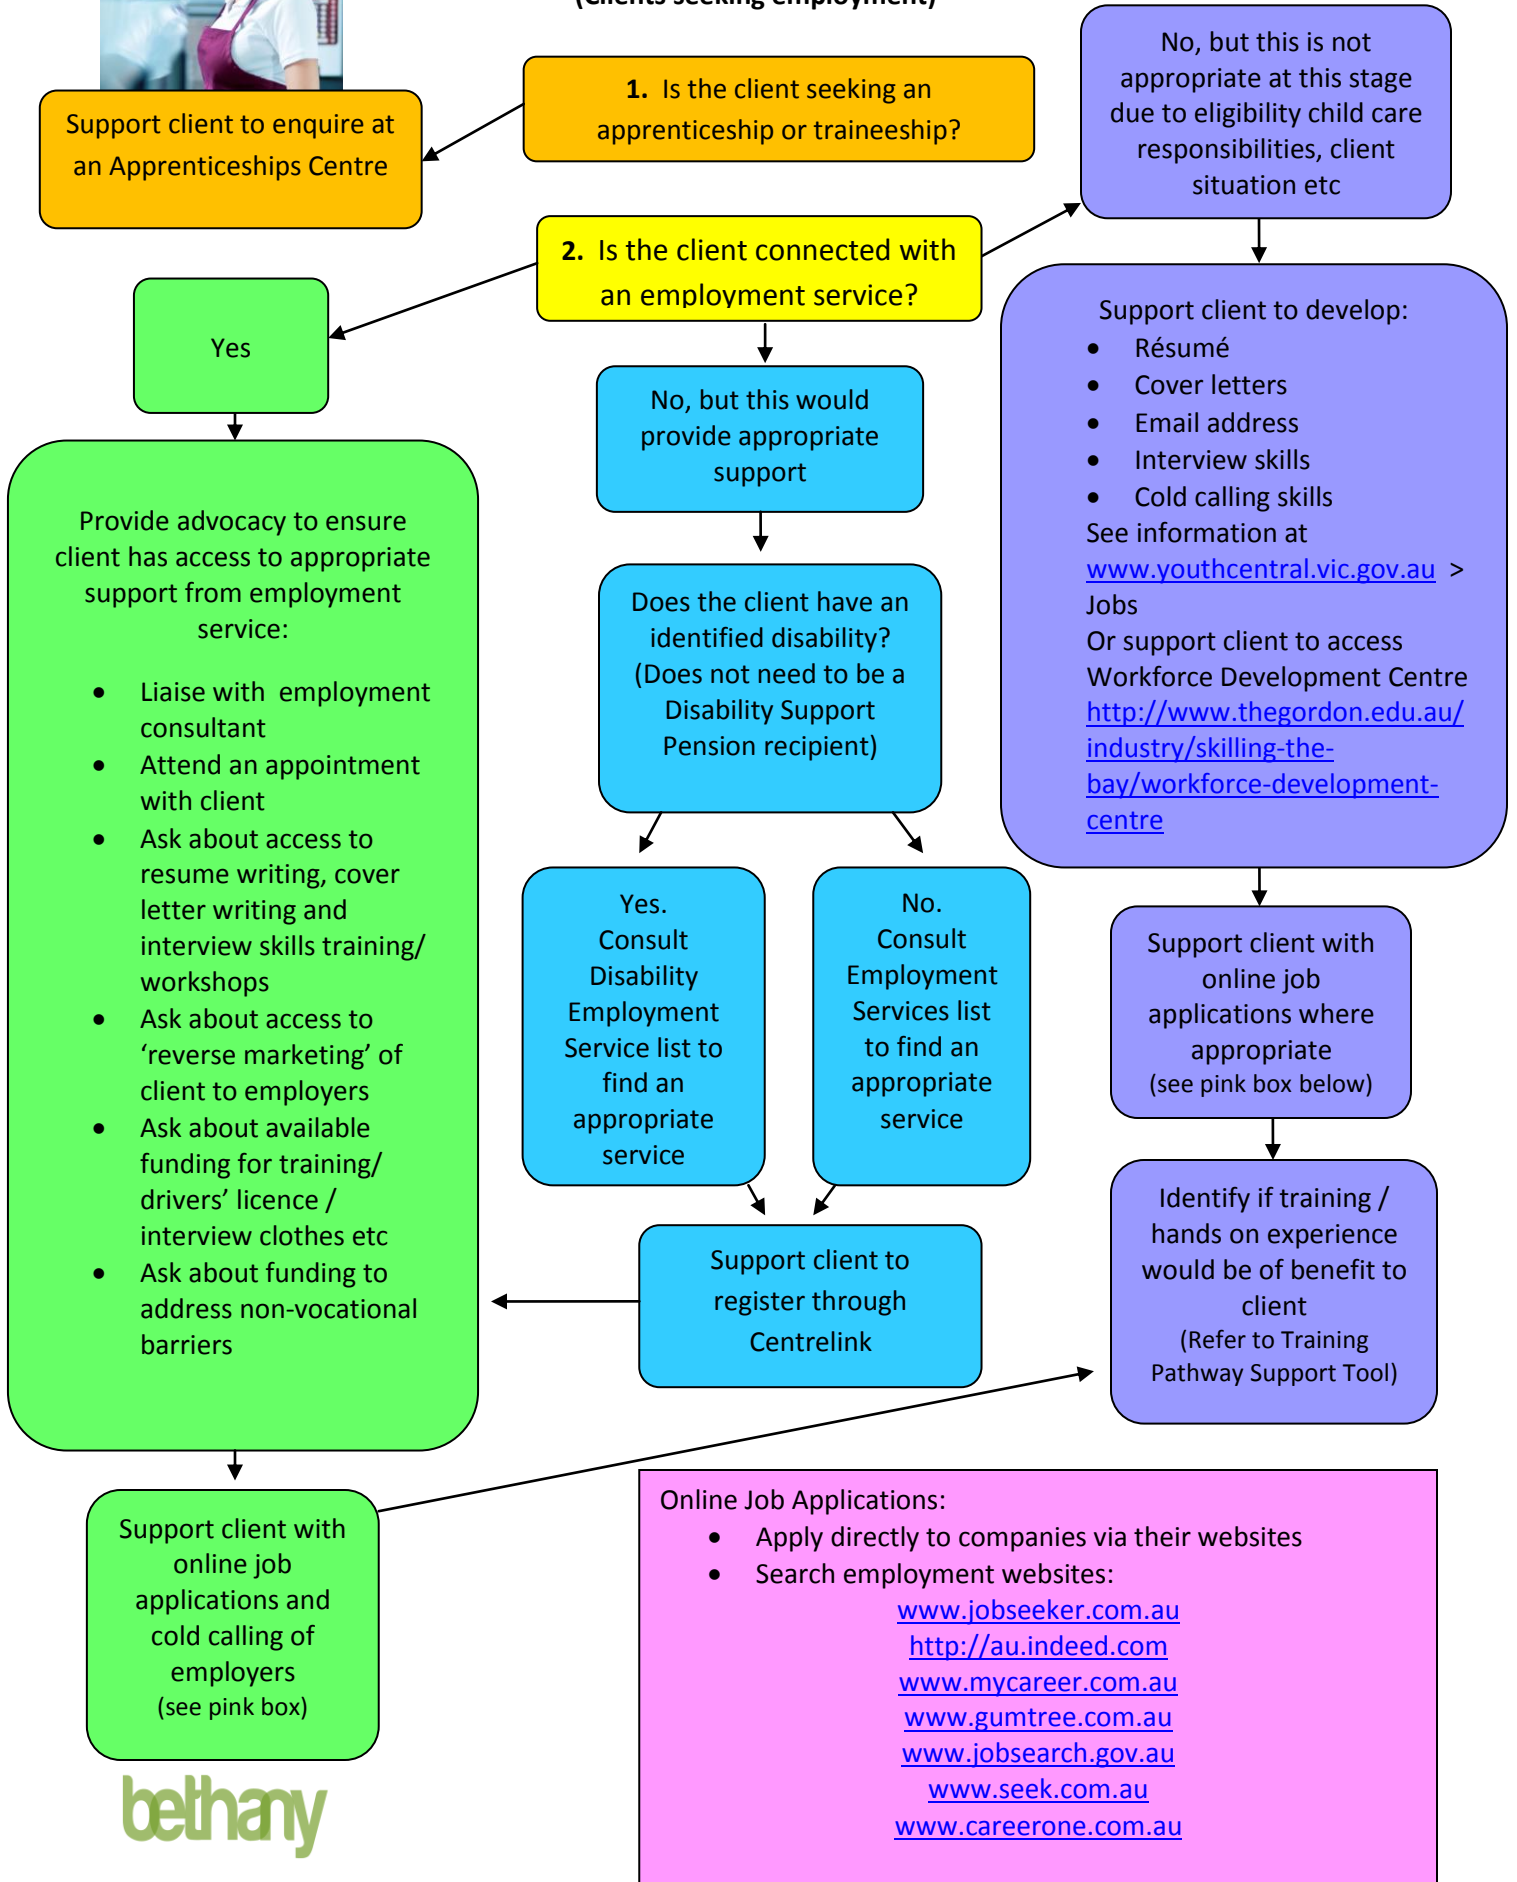 (Clients seeking employment)
1. Is the client seeking an
apprenticeship or traineeship?
Support client to enquire at
an Apprenticeships Centre
No, but this is not
appropriate at this stage
due to eligibility child care
responsibilities, client
situation etc
2. Is the client connected with
an employment service?
Yes
No, but this would
provide appropriate
support
Support client to develop:
• Résumé
• Cover letters
• Email address
• Interview skills
• Cold calling skills
See information at
www.youthcentral.vic.gov.au >
Jobs
Or support client to access
Workforce Development Centre
http://www.thegordon.edu.au/
industry/skilling-the-
bay/workforce-development-
centre
Provide advocacy to ensure
client has access to appropriate
support from employment
service:
• Liaise with employment
consultant
• Attend an appointment
with client
• Ask about access to
resume writing, cover
letter writing and
interview skills training/
workshops
• Ask about access to
‘reverse marketing’ of
client to employers
• Ask about available
funding for training/
drivers’ licence /
interview clothes etc
• Ask about funding to
address non-vocational
barriers
Does the client have an
identified disability?
(Does not need to be a
Disability Support
Pension recipient)
Yes.
Consult
Disability
Employment
Service list to
find an
appropriate
service
No.
Consult
Employment
Services list
to find an
appropriate
service
Support client with
online job
applications where
appropriate
(see pink box below)
Support client to
register through
Centrelink
Identify if training /
hands on experience
would be of benefit to
client
(Refer to Training
Pathway Support Tool)
Support client with
online job
applications and
cold calling of
employers
(see pink box)
Online Job Applications:
• Apply directly to companies via their websites
• Search employment websites:
www.jobseeker.com.au
http://au.indeed.com
www.mycareer.com.au
www.gumtree.com.au
www.jobsearch.gov.au
www.seek.com.au
www.careerone.com.au
bethany